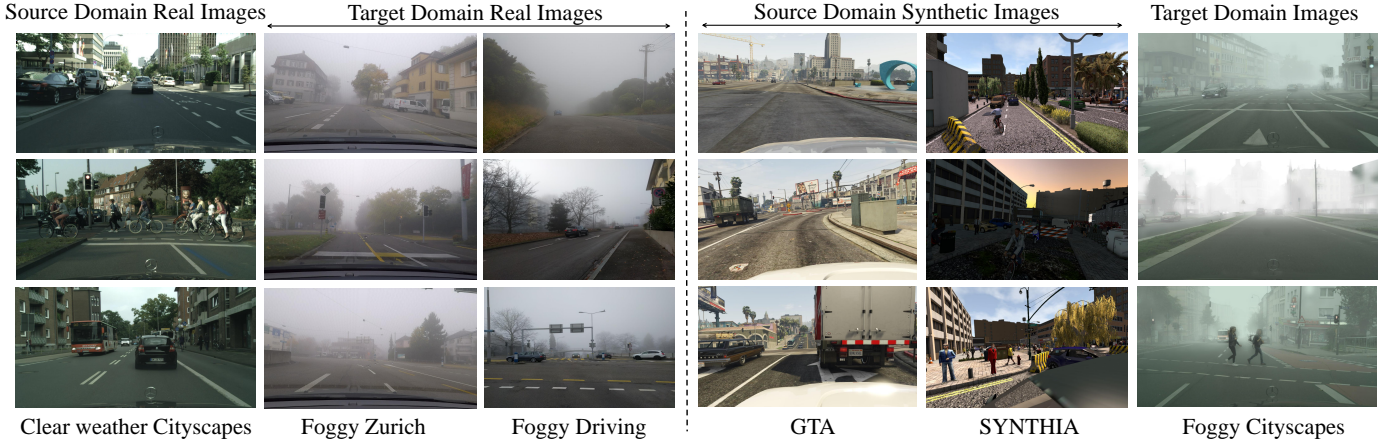 Source Domain Real Images
Target Domain Real Images
Source Domain Synthetic Images
Target Domain Images
Clear weather Cityscapes
Foggy Zurich
Foggy Driving
GTA
SYNTHIA
Foggy Cityscapes